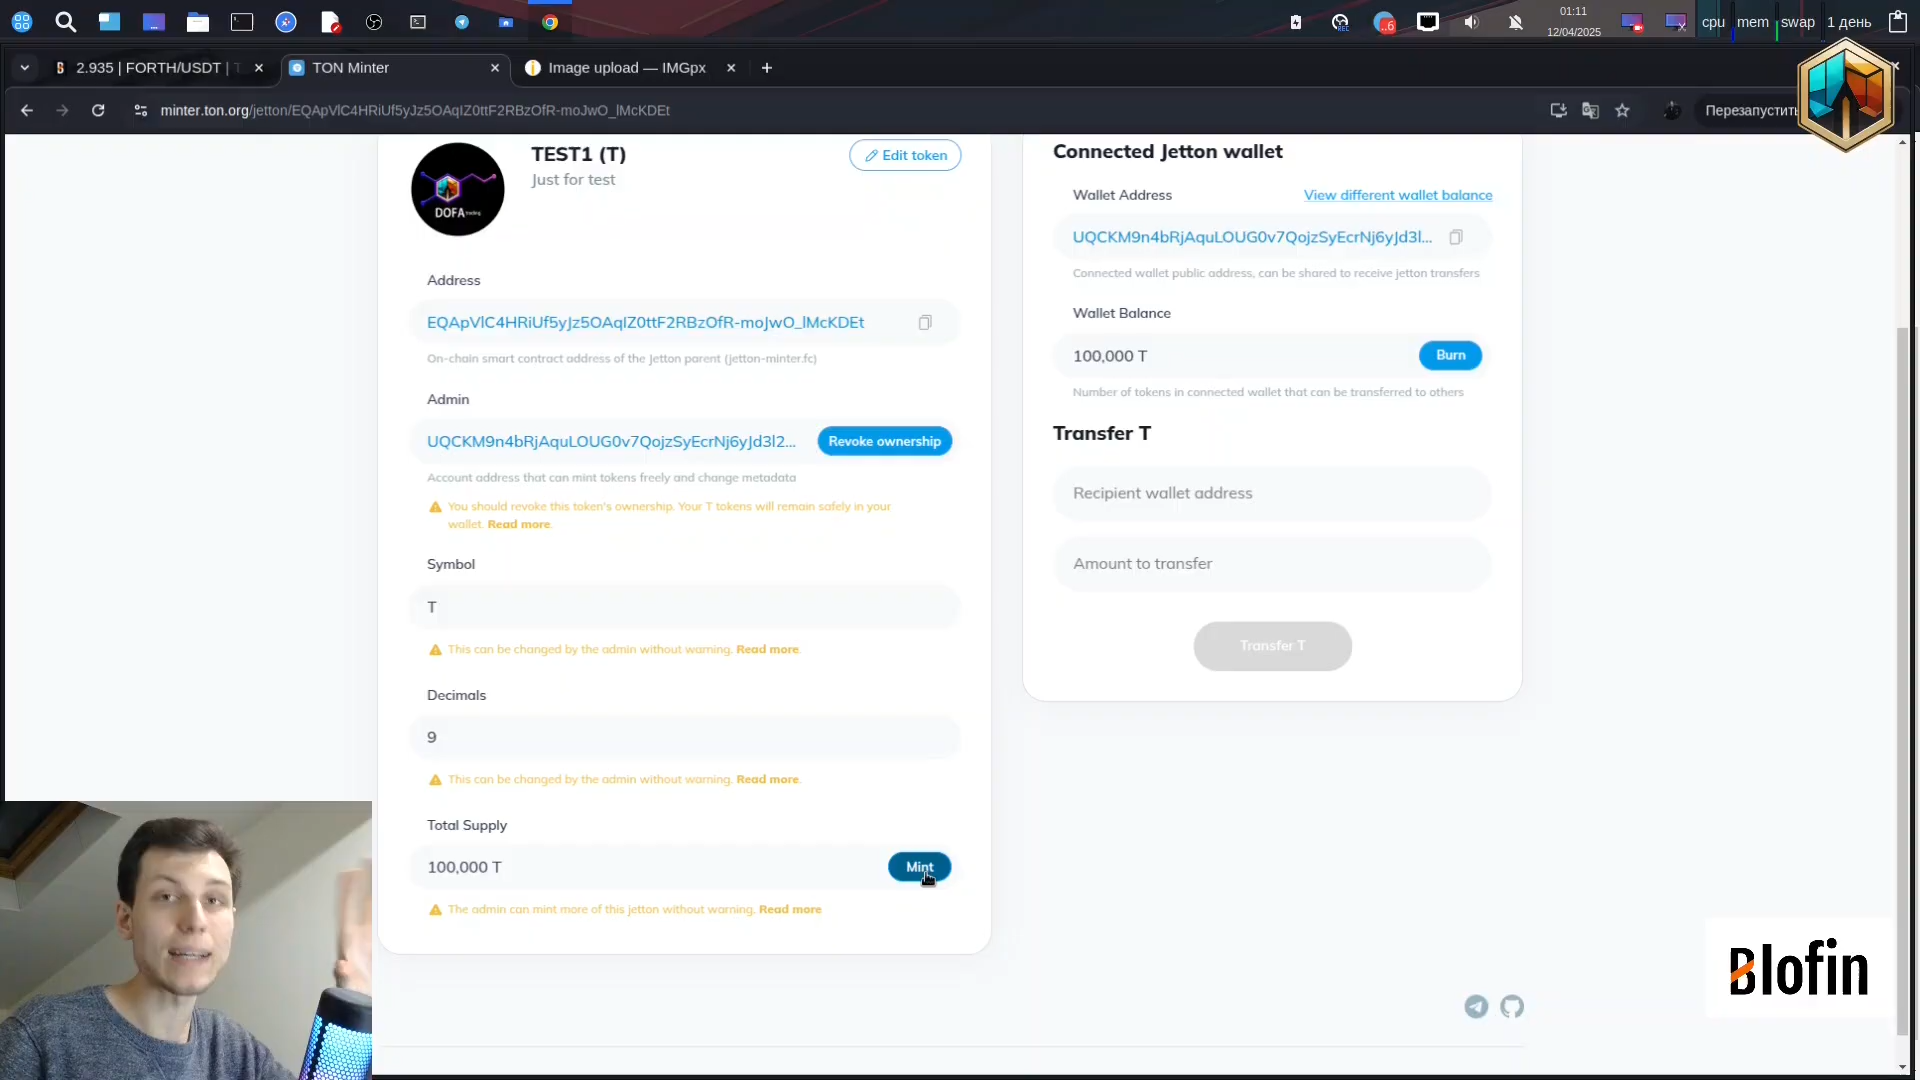 01:11
12/04/2025
cpu mem swap 1 день
2.935 | FORTH/USDT | T
TON Minter
Image upload — IMGpx
minter.ton.org/jetton/EQApVlC4HRiUf5yJz5OAqIZ0ttF2RBzOfR-moJwO_lMcKDEt
Перезапустить
TEST1 (T)
Just for test
Edit token
DOFA trading
Address
EQApVlC4HRiUf5yJz5OAqIZ0ttF2RBzOfR-moJwO_lMcKDEt
On-chain smart contract address of the Jetton parent (jetton-minter.fc)
Admin
UQCKM9n4bRjAquLOUG0v7QojzSyEcrNj6yJd3l2...
Revoke ownership
Account address that can mint tokens freely and change metadata
You should revoke this token's ownership. Your T tokens will remain safely in your
wallet. Read more.
Symbol
T
This can be changed by the admin without warning. Read more.
Decimals
9
This can be changed by the admin without warning. Read more.
Total Supply
100,000 T
Mint
The admin can mint more of this jetton without warning. Read more
Connected Jetton wallet
Wallet Address
View different wallet balance
UQCKM9n4bRjAquLOUG0v7QojzSyEcrNj6yJd3l...
Connected wallet public address, can be shared to receive jetton transfers
Wallet Balance
100,000 T
Burn
Number of tokens in connected wallet that can be transferred to others
Transfer T
Recipient wallet address
Amount to transfer
Transfer T
Blofin